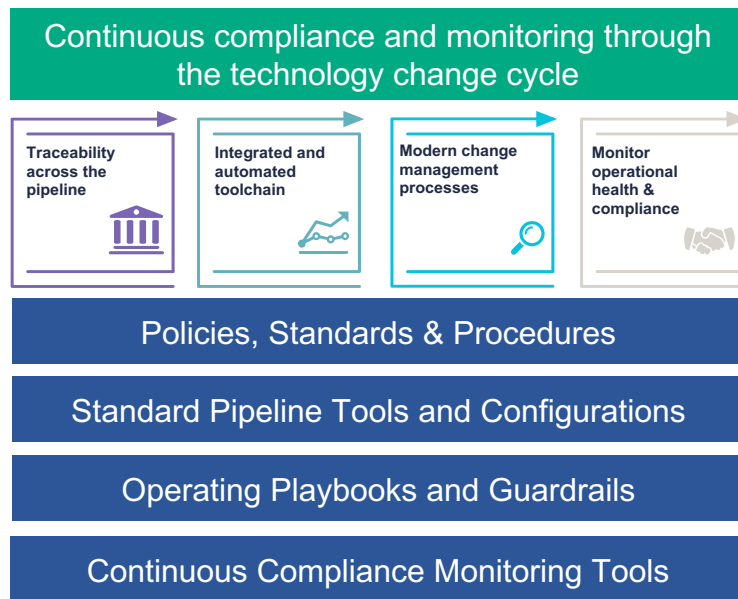 Continuous compliance and monitoring through
the technology change cycle
Traceability
across the
pipeline
Integrated and
automated
toolchain
Modern change
management
processes
Monitor
operational
health &
compliance
Policies, Standards & Procedures
Standard Pipeline Tools and Configurations
Operating Playbooks and Guardrails
Continuous Compliance Monitoring Tools